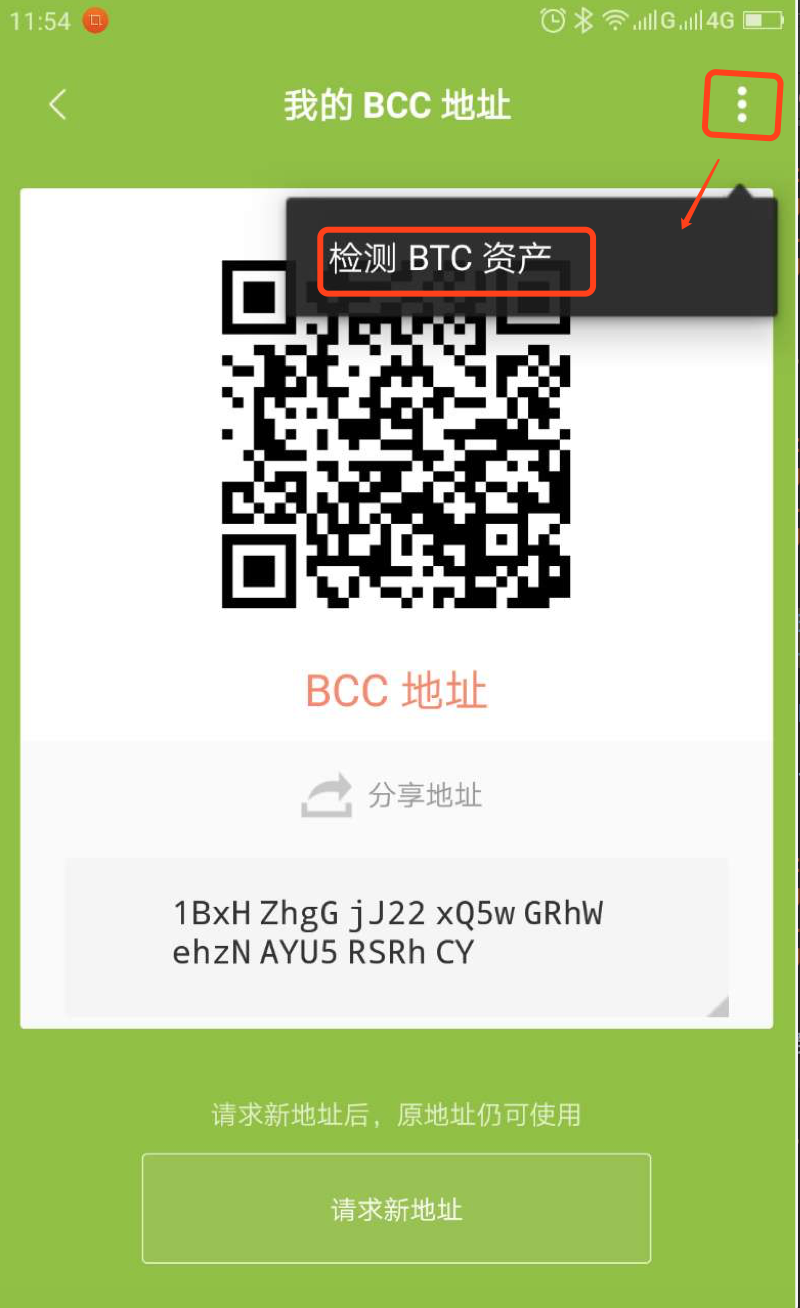 11:54
G 4G
我的 BCC 地址
检测 BTC 资产
BCC 地址
分享地址
1BxH ZhgG jJ22 xQ5w GRhW
ehzN AYU5 RSRh CY
请求新地址后，原地址仍可使用
请求新地址